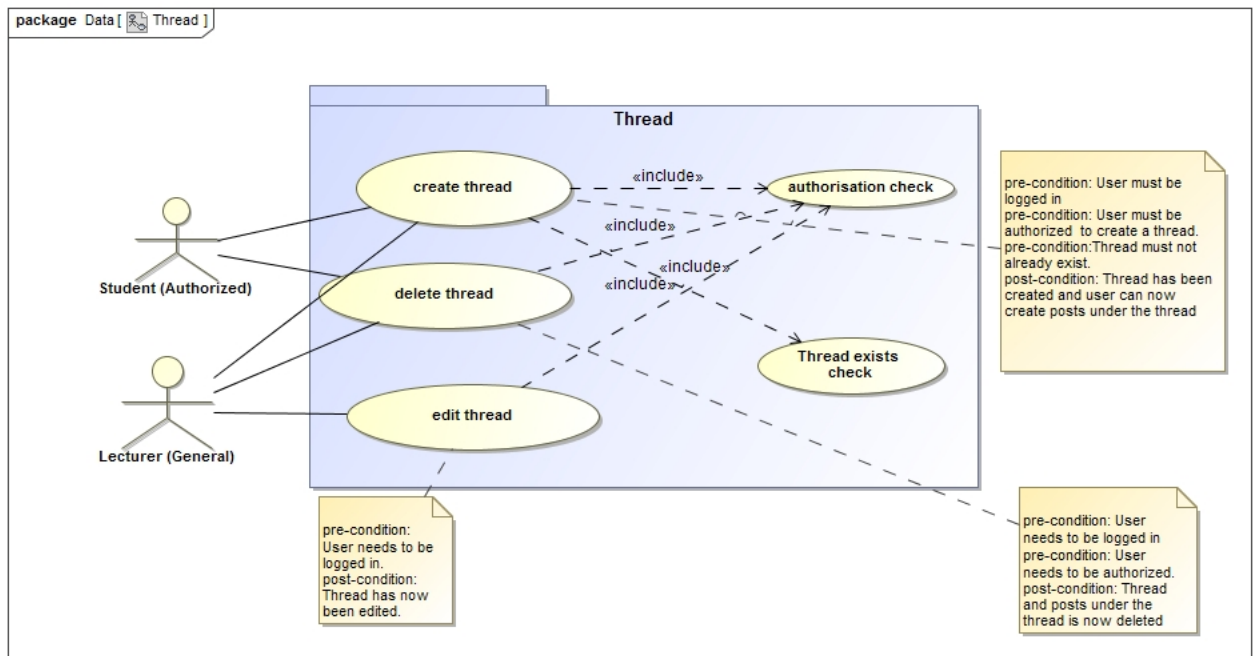 package Data [ Thread ]
Thread
create thread
«include»
authorisation check
«include»
delete thread
«include»
«include»
Thread exists
check
edit thread
Student (Authorized)
Lecturer (General)
pre-condition: User must be
logged in
pre-condition: User must be
authorized to create a thread.
pre-condition:Thread must not
already exist.
post-condition: Thread has been
created and user can now
create posts under the thread
pre-condition:
User needs to be
logged in.
post-condition:
Thread has now
been edited.
pre-condition: User
needs to be logged in
pre-condition: User
needs to be authorized.
post-condition: Thread
and posts under the
thread is now deleted